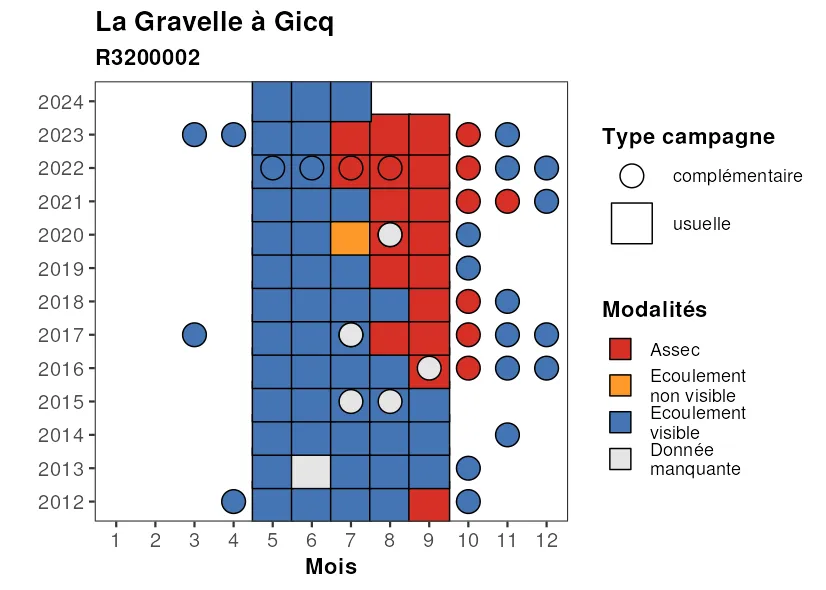 La Gravelle à Gicq
R3200002
2024
2023
2022
2021
2020
2019
2018
2017
2016
2015
2014
2013
2012
1 2 3 4 5 6 7 8 9 10 11 12
Mois
Type campagne
complémentaire
usuelle
Modalités
Assec
Ecoulement
non visible
Ecoulement
visible
Donnée
manquante